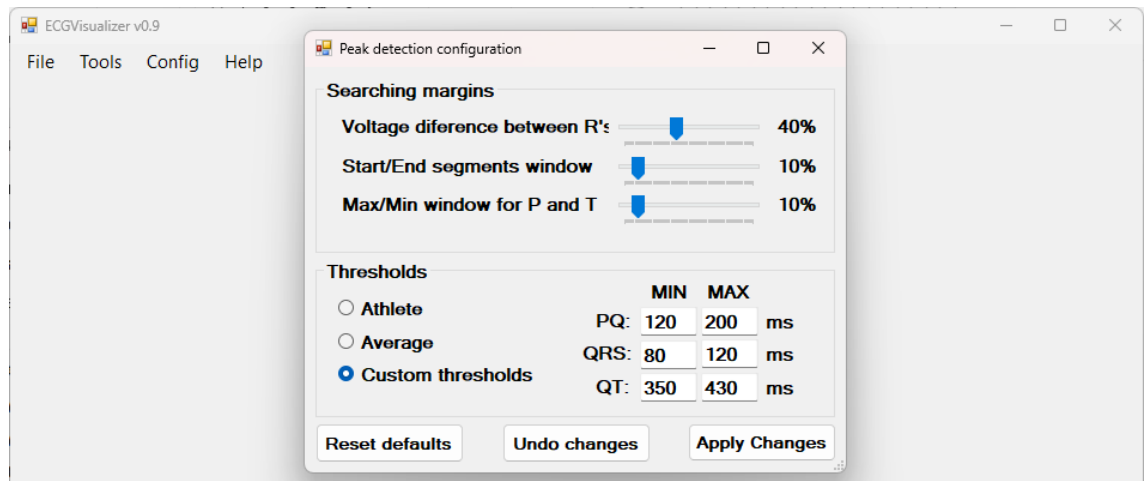 ECGVisualizer v0.9
File Tools Config Help
Peak detection configuration
Searching margins
Voltage diference between R's 40%
Start/End segments window 10%
Max/Min window for P and T 10%
Thresholds
MIN MAX
Athlete
PQ: 120 200 ms
Average
QRS: 80 120 ms
Custom thresholds
QT: 350 430 ms
Reset defaults Undo changes Apply Changes